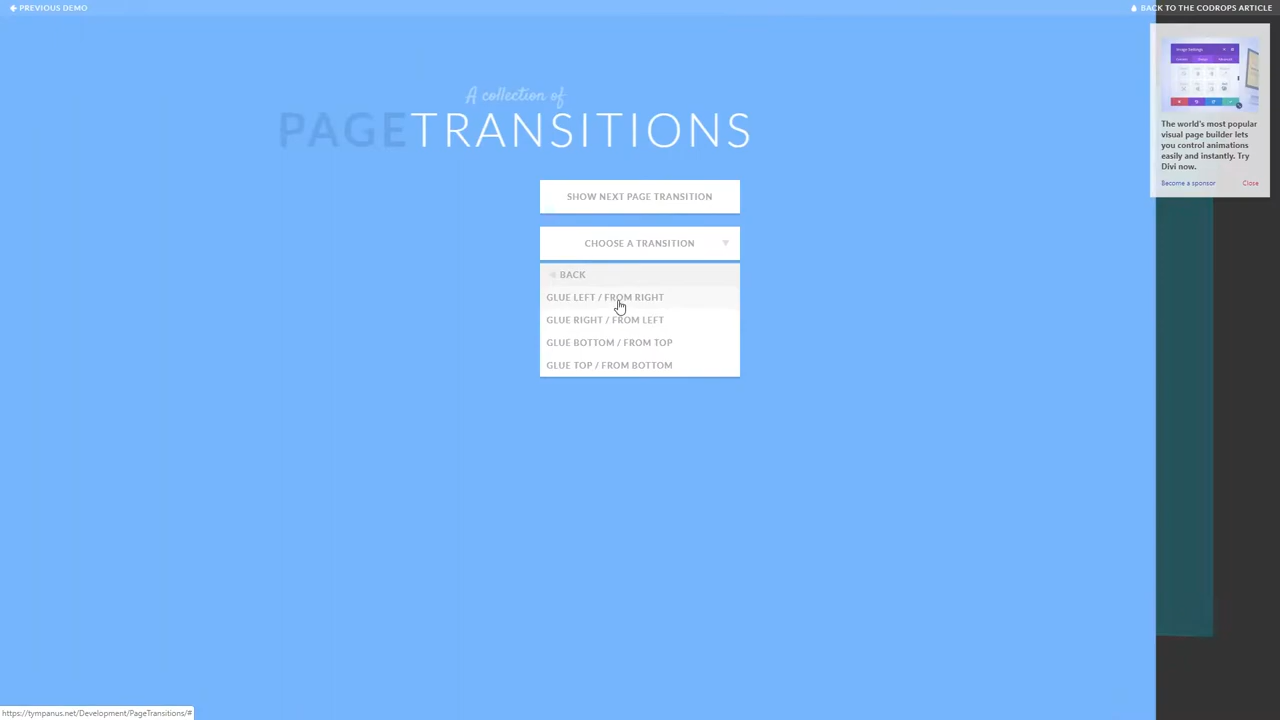 PREVIOUS DEMO
BACK TO THE CODROPS ARTICLE
A collection of
PAGETRANSITIONS
SHOW NEXT PAGE TRANSITION
CHOOSE A TRANSITION
BACK
GLUE LEFT / FROM RIGHT
GLUE RIGHT / FROM LEFT
GLUE BOTTOM / FROM TOP
GLUE TOP / FROM BOTTOM
Image Settings
The world's most popular
visual page builder lets
you control animations
easily and instantly. Try
Divi now.
Become a sponsor
Close
https://tympanus.net/Development/PageTransitions/#